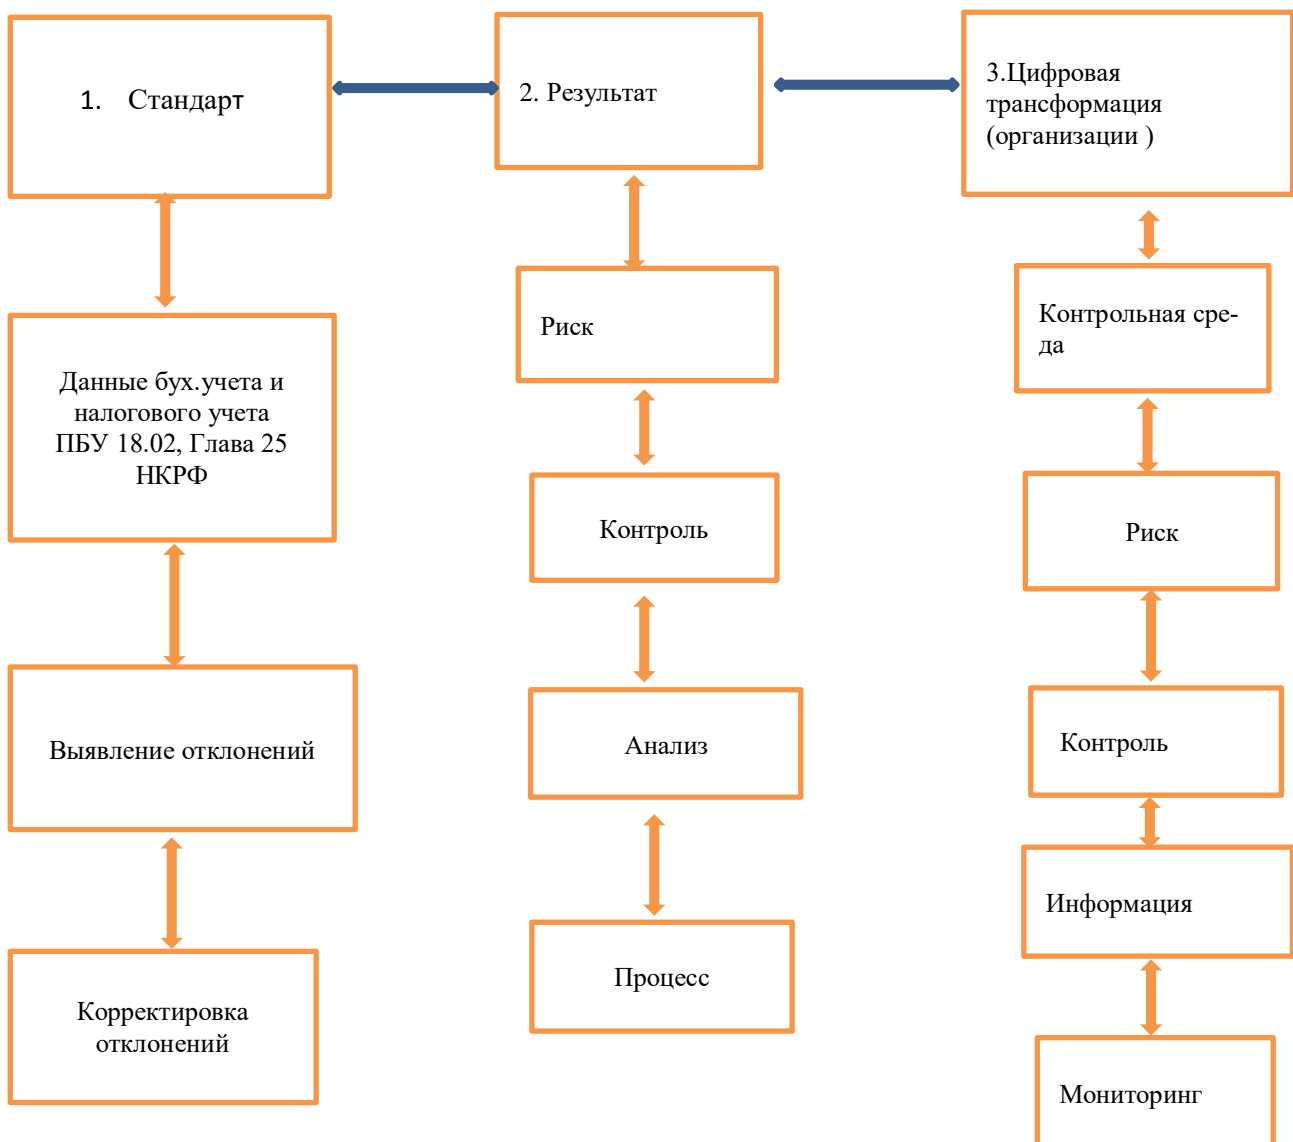 1. Стандарт
Данные бух.учета и
налогового учета
ПБУ 18.02, Глава 25
НКРФ
Выявление отклонений
Корректировка
отклонений
2. Результат
Риск
Контроль
Анализ
Процесс
3.Цифровая
трансформация
(организации )
Контрольная сре-
да
Риск
Контроль
Информация
Мониторинг